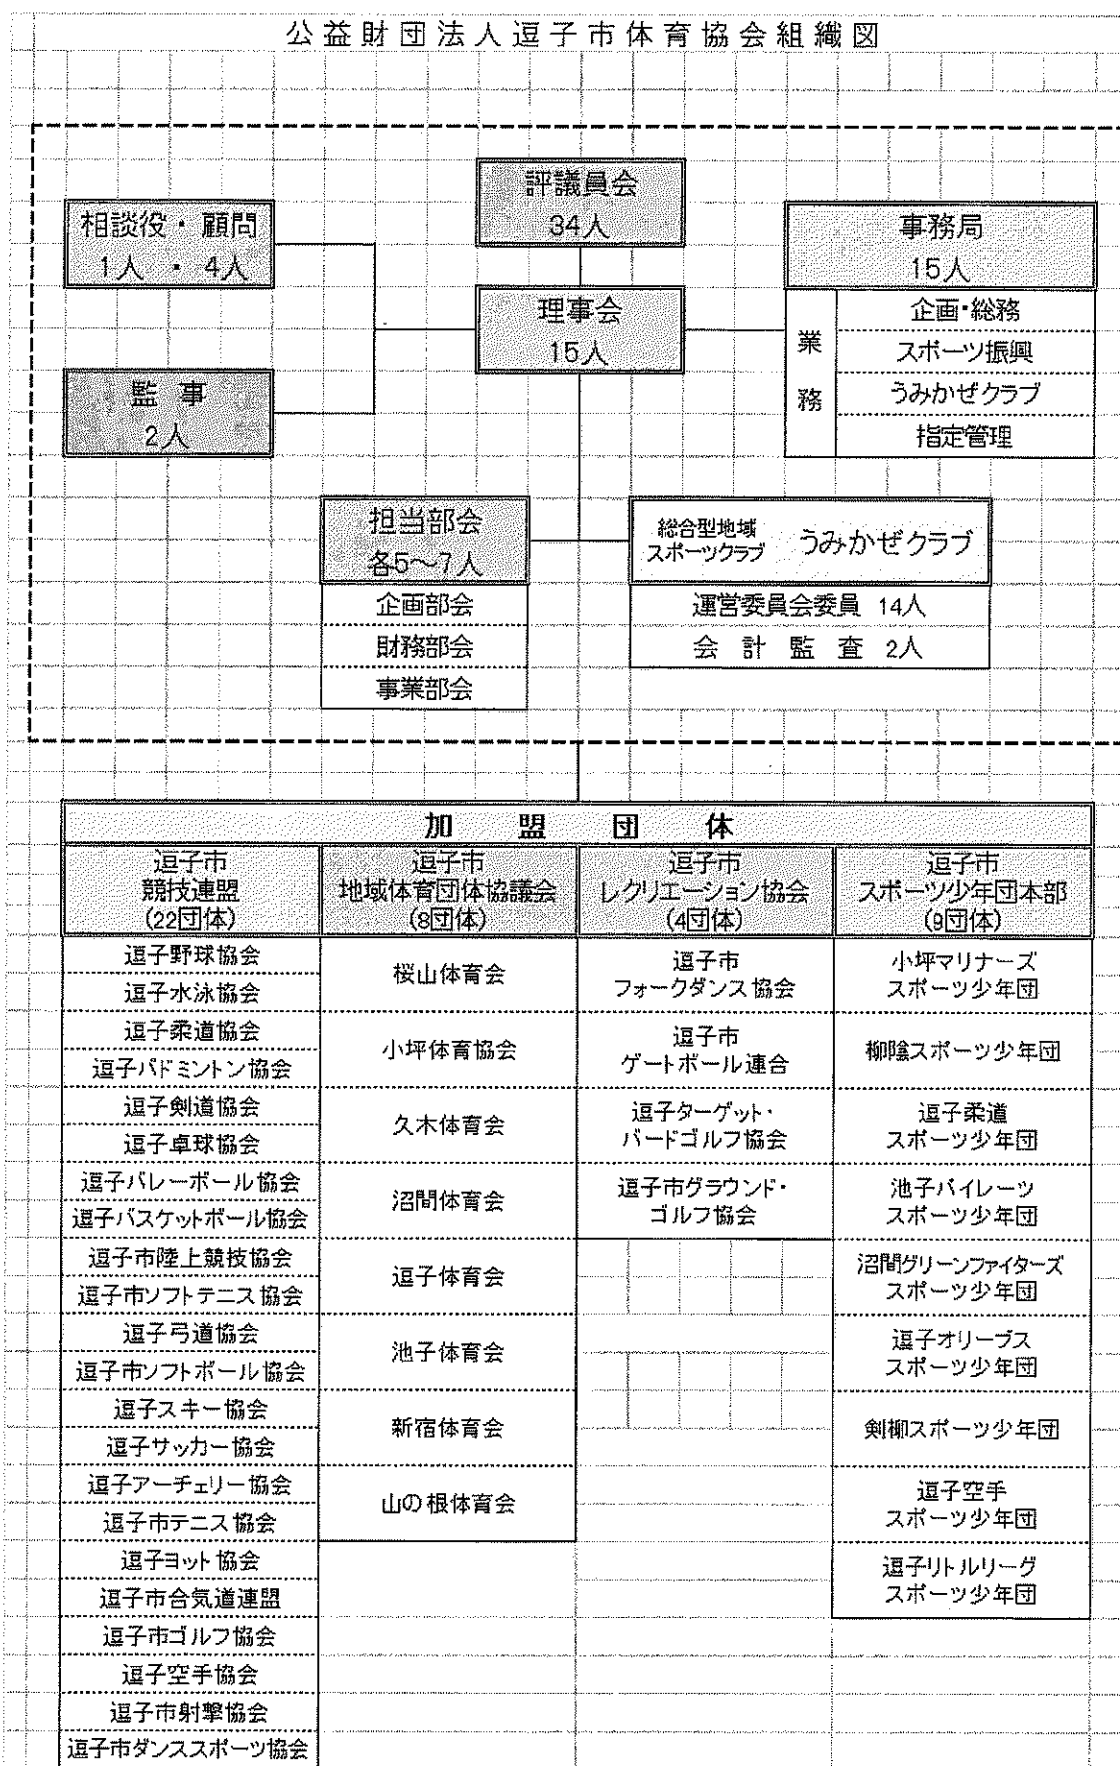 公益財団法人逗子市体育協会組織図
評議員会
34人
相談役・顧問
1人 ・ 4人
事務局
15人
理事会
15人
業務
企画・総務
スポーツ振興
うみかぜクラブ
指定管理
監 事
2人
担当部会
各5～7人
企画部会
財務部会
事業部会
総合型地域
スポーツクラブ
うみかぜクラブ
運営委員会委員 14人
会 計 監 査 2人
加 盟 団 体
逗子市
競技連盟
(22団体)
逗子野球協会
逗子水泳協会
逗子柔道協会
逗子バドミントン協会
逗子剣道協会
逗子卓球協会
逗子バレーボール協会
逗子バスケットボール協会
逗子市陸上競技協会
逗子市ソフトテニス協会
逗子弓道協会
逗子市ソフトボール協会
逗子スキー協会
逗子サッカー協会
逗子アーチェリー協会
逗子市テニス協会
逗子ヨット協会
逗子市合気道連盟
逗子市ゴルフ協会
逗子空手協会
逗子市射撃協会
逗子市ダンススポーツ協会
逗子市
地域体育団体協議会
(8団体)
桜山体育会
小坪体育協会
久木体育会
沼間体育会
逗子体育会
池子体育会
新宿体育会
山の根体育会
逗子市
レクリエーション協会
(4団体)
逗子市
フォークダンス協会
逗子市
ゲートボール連合
逗子ターゲット・
バードゴルフ協会
逗子市グラウンド・
ゴルフ協会
逗子市
スポーツ少年団本部
(9団体)
小坪マリナーズ
スポーツ少年団
柳陰スポーツ少年団
逗子柔道
スポーツ少年団
池子パイレーツ
スポーツ少年団
沼間グリーンファイターズ
スポーツ少年団
逗子オリーブス
スポーツ少年団
剣柳スポーツ少年団
逗子空手
スポーツ少年団
逗子リトルリーグ
スポーツ少年団